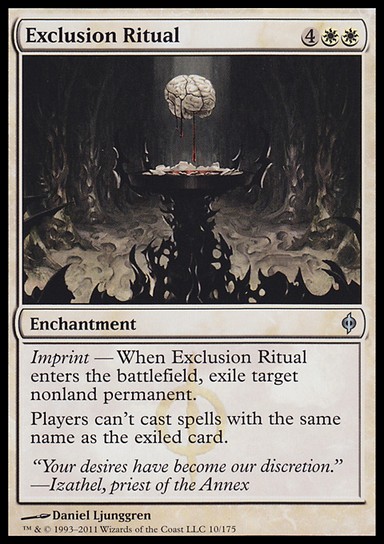 Exclusion Ritual 4
Enchantment
Imprint — When Exclusion Ritual
enters the battlefield, exile target
nonland permanent.
Players can't cast spells with the same
name as the exiled card.
"Your desires have become our discretion."
—Izathel, priest of the Annex
Daniel Ljunggren
™ & © 1993–2011 Wizards of the Coast LLC 10/175